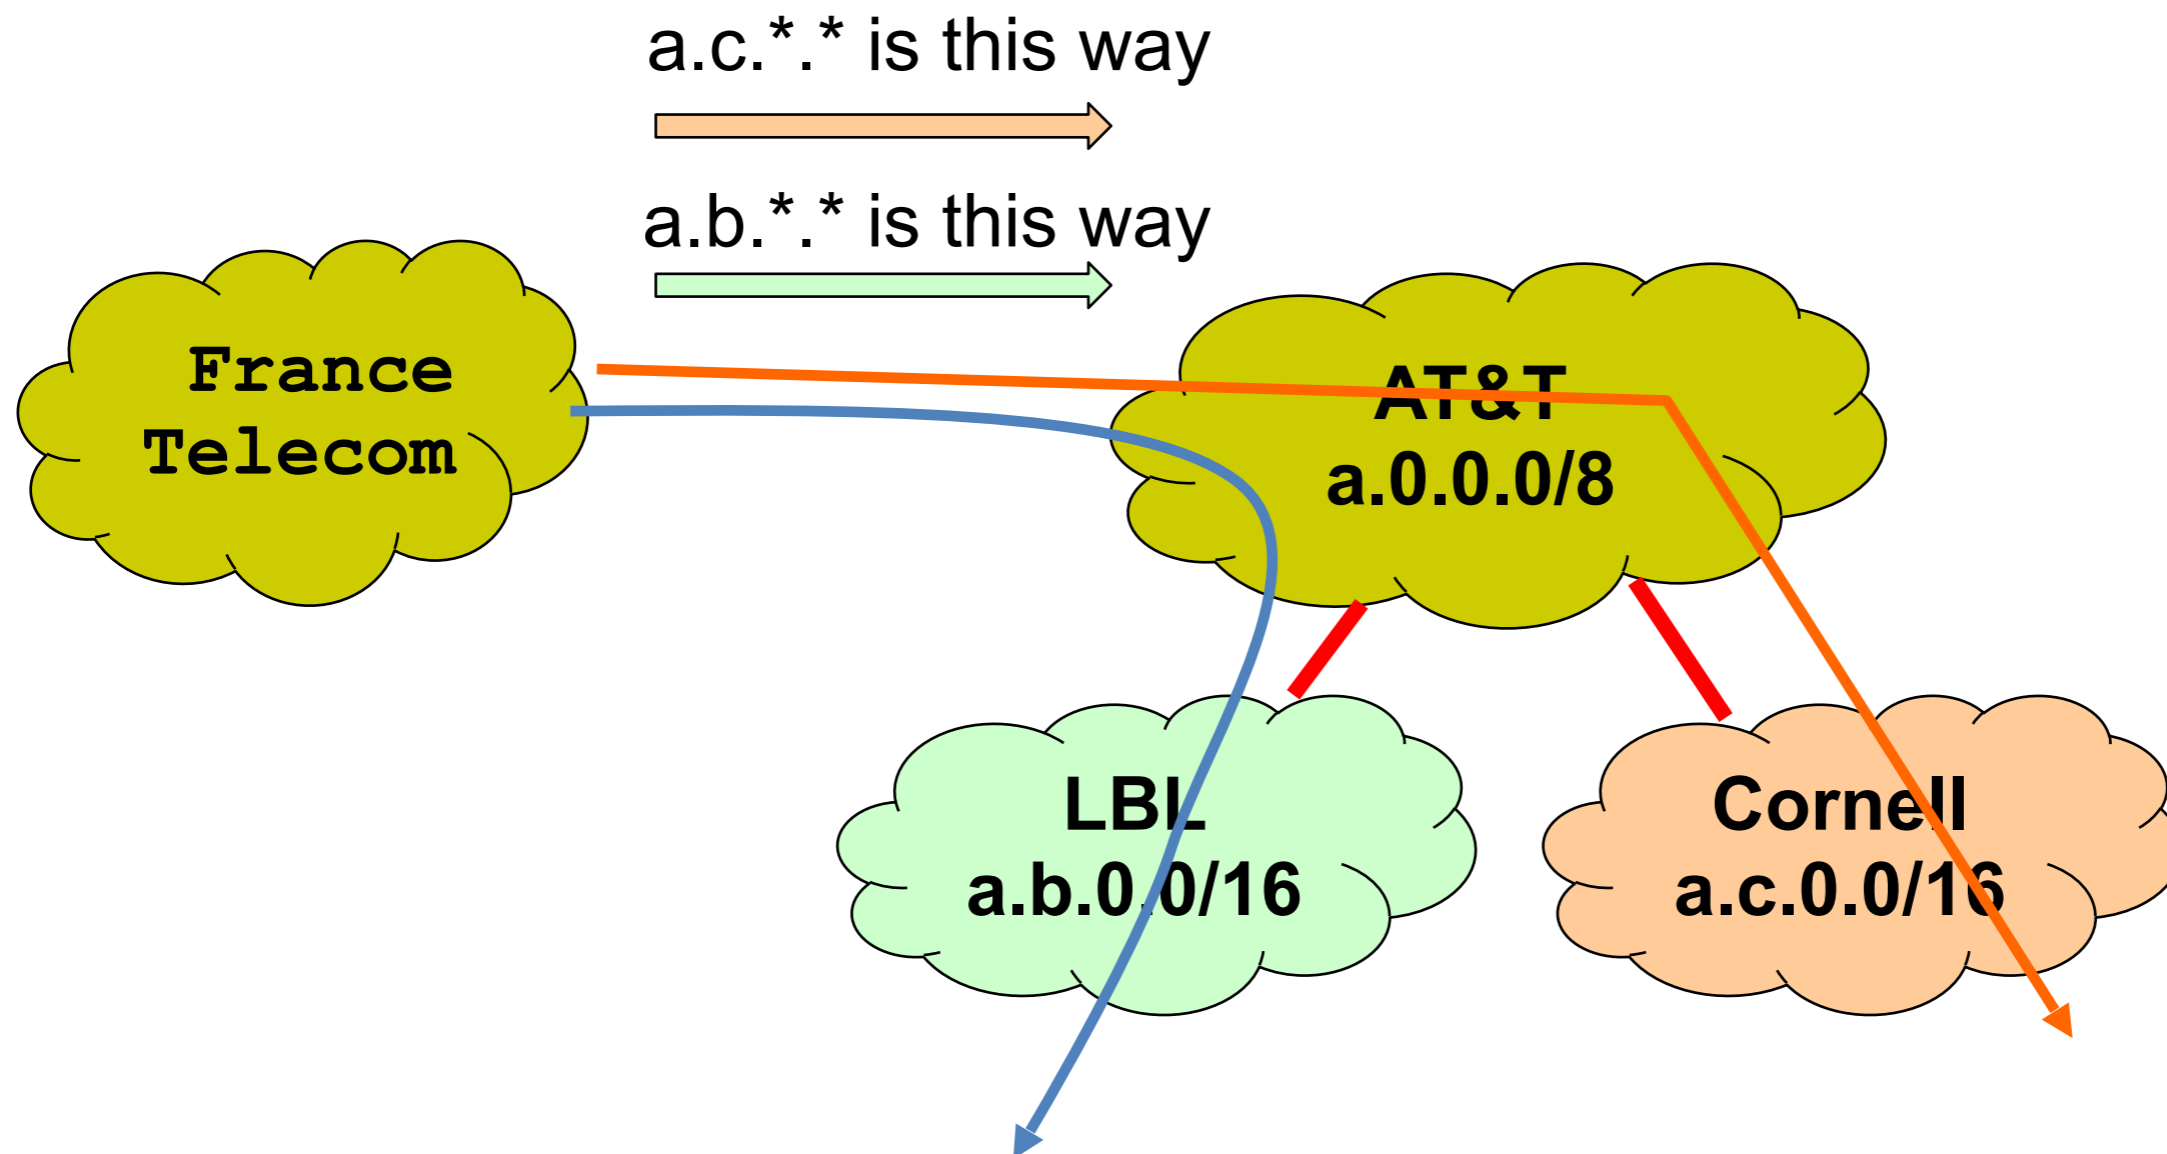 a.c.*.* is this way
a.b.*.* is this way
France
Telecom
AT&T
a.0.0.0/8
LBL
a.b.0.0/16
Cornell
a.c.0.0/16